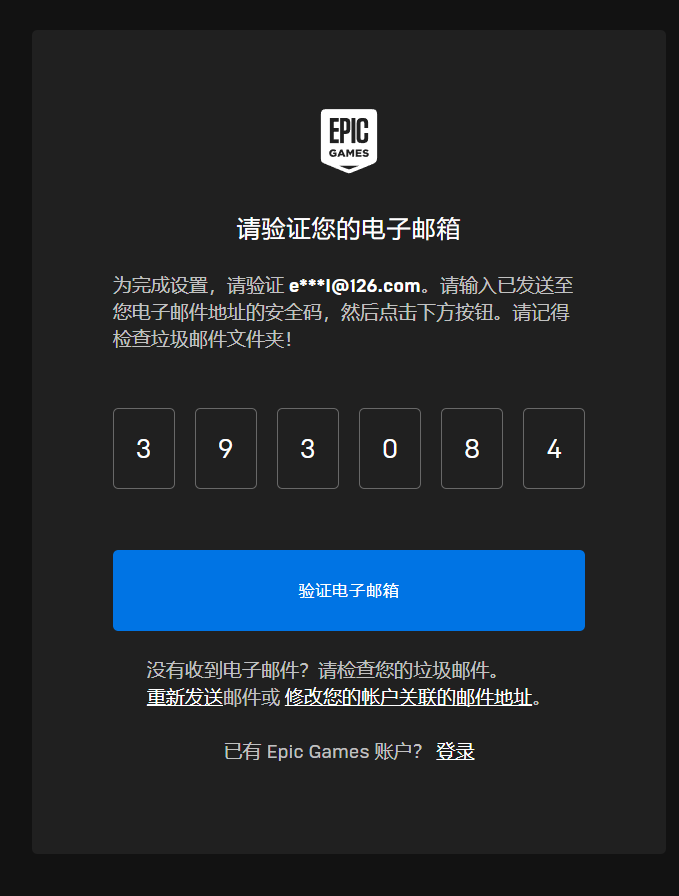 EPIC
GAMES
请验证您的电子邮箱
为完成设置，请验证 e***l@126.com。请输入已发送至
您电子邮件地址的安全码，然后点击下方按钮。请记得
检查垃圾邮件文件夹！
3 9 3 0 8 4
验证电子邮箱
没有收到电子邮件？请检查您的垃圾邮件。
重新发送邮件或 修改您的帐户关联的邮件地址。
已有 Epic Games 账户？ 登录